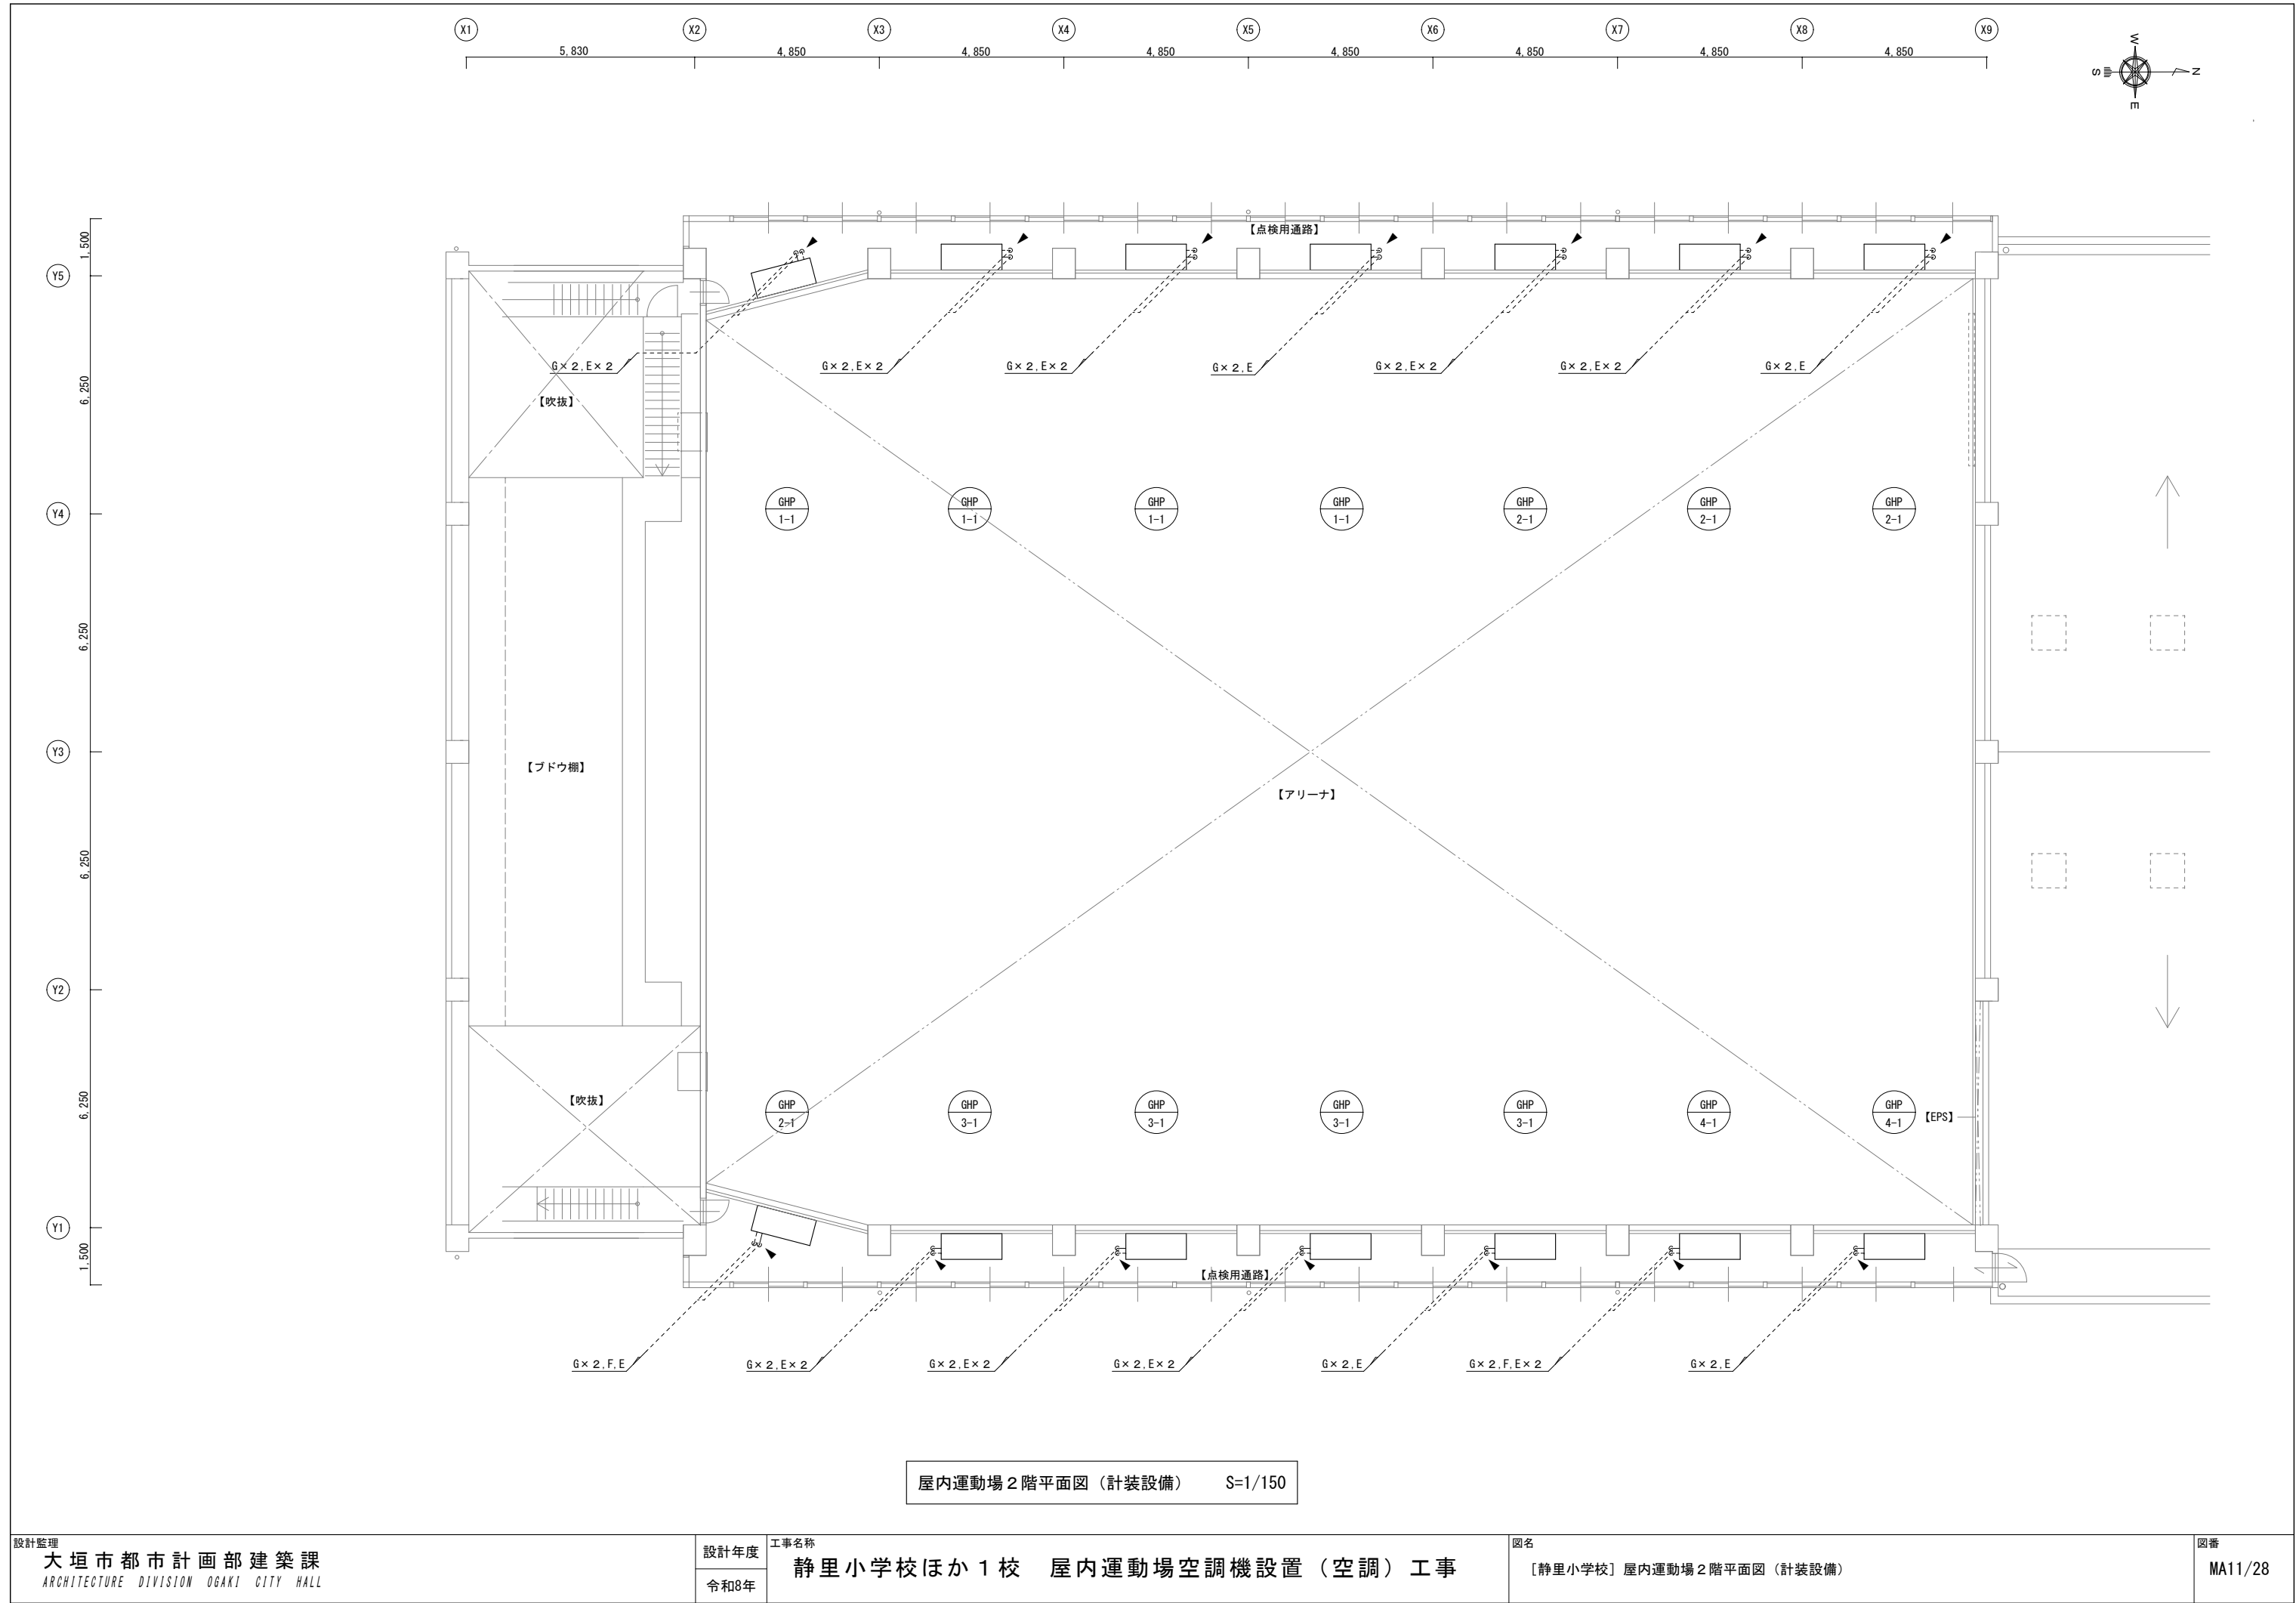 X1 X2 X3 X4 X5 X6 X7 X8 X9
5,830 4,850 4,850 4,850 4,850 4,850 4,850 4,850
W
S N
E
1,500
【点検用通路】
Y5
G×2,E×2 G×2,E×2 G×2,E×2 G×2,E G×2,E×2 G×2,E×2 G×2,E
6,250
【吹抜】
Y4
GHP 1-1 GHP 1-1 GHP 1-1 GHP 1-1 GHP 2-1 GHP 2-1 GHP 2-1
6,250
Y3
【ブドウ棚】
【アリーナ】
6,250
Y2
6,250
【吹抜】
GHP 2-1 GHP 3-1 GHP 3-1 GHP 3-1 GHP 3-1 GHP 4-1 GHP 4-1
【EPS】
Y1
1,500
【点検用通路】
G×2,F,E G×2,E×2 G×2,E×2 G×2,E×2 G×2,E G×2,F,E×2 G×2,E
屋内運動場2階平面図（計装設備） S=1/150
設計監理
大垣市都市計画部建築課
ARCHITECTURE DIVISION OGAKI CITY HALL
設計年度
令和8年
工事名称
静里小学校ほか1校 屋内運動場空調機設置（空調）工事
図名
［静里小学校］屋内運動場2階平面図（計装設備）
図番
MA11/28